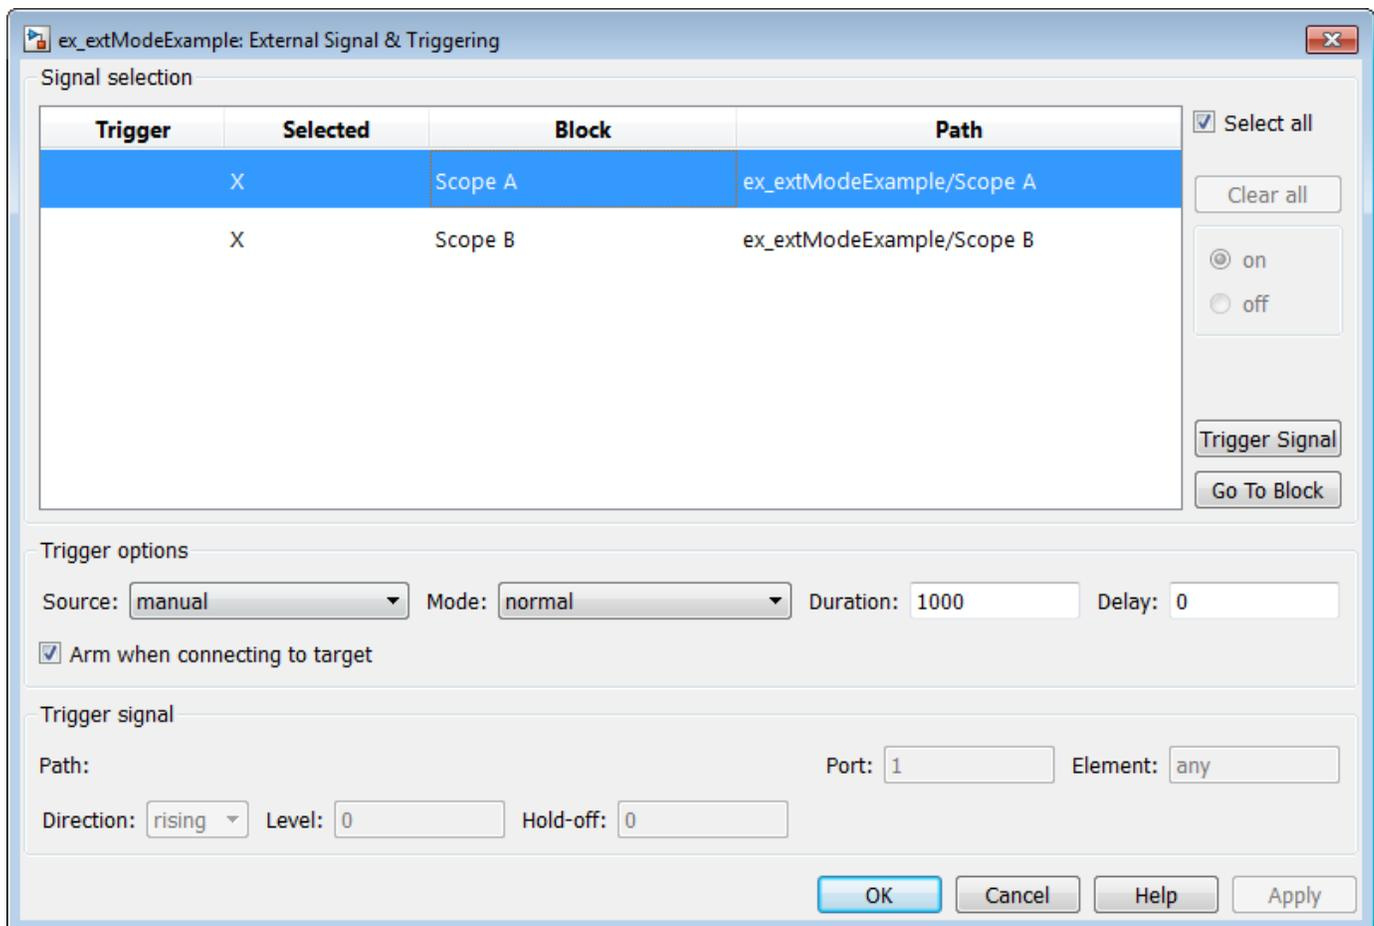 ex_extModeExample: External Signal & Triggering
Signal selection
Trigger Selected Block Path
X Scope A ex_extModeExample/Scope A
X Scope B ex_extModeExample/Scope B
Select all
Clear all
on
off
Trigger Signal
Go To Block
Trigger options
Source: manual Mode: normal Duration: 1000 Delay: 0
Arm when connecting to target
Trigger signal
Path: Port: 1 Element: any
Direction: rising Level: 0 Hold-off: 0
OK Cancel Help Apply